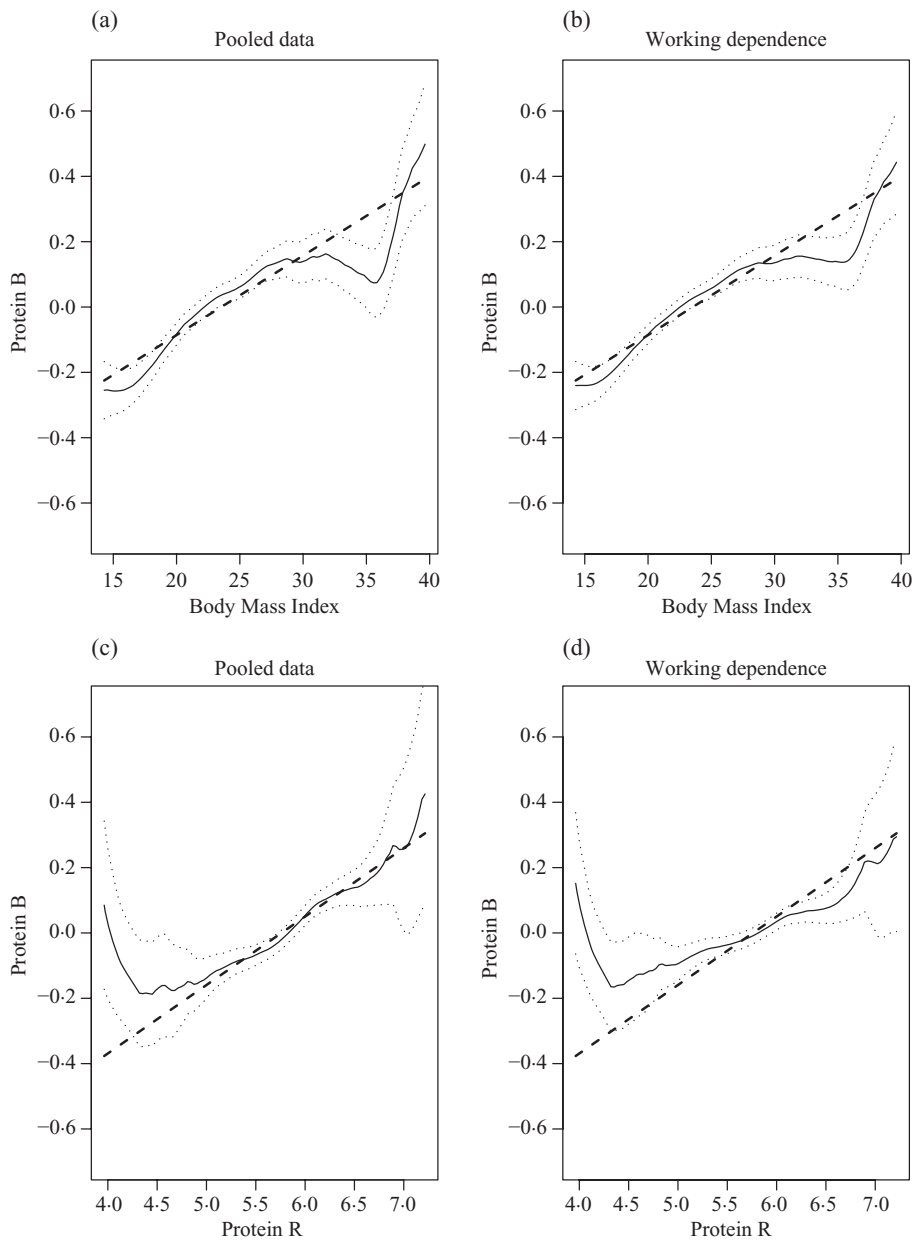 (a)
Pooled data
0·6
0·4
0·2
0·0
−0·2
−0·4
−0·6
Protein B
15 20 25 30 35 40
Body Mass Index
(b)
Working dependence
0·6
0·4
0·2
0·0
−0·2
−0·4
−0·6
Protein B
15 20 25 30 35 40
Body Mass Index
(c)
Pooled data
0·6
0·4
0·2
0·0
−0·2
−0·4
−0·6
Protein B
4·0 4·5 5·0 5·5 6·0 6·5 7·0
Protein R
(d)
Working dependence
0·6
0·4
0·2
0·0
−0·2
−0·4
−0·6
Protein B
4·0 4·5 5·0 5·5 6·0 6·5 7·0
Protein R